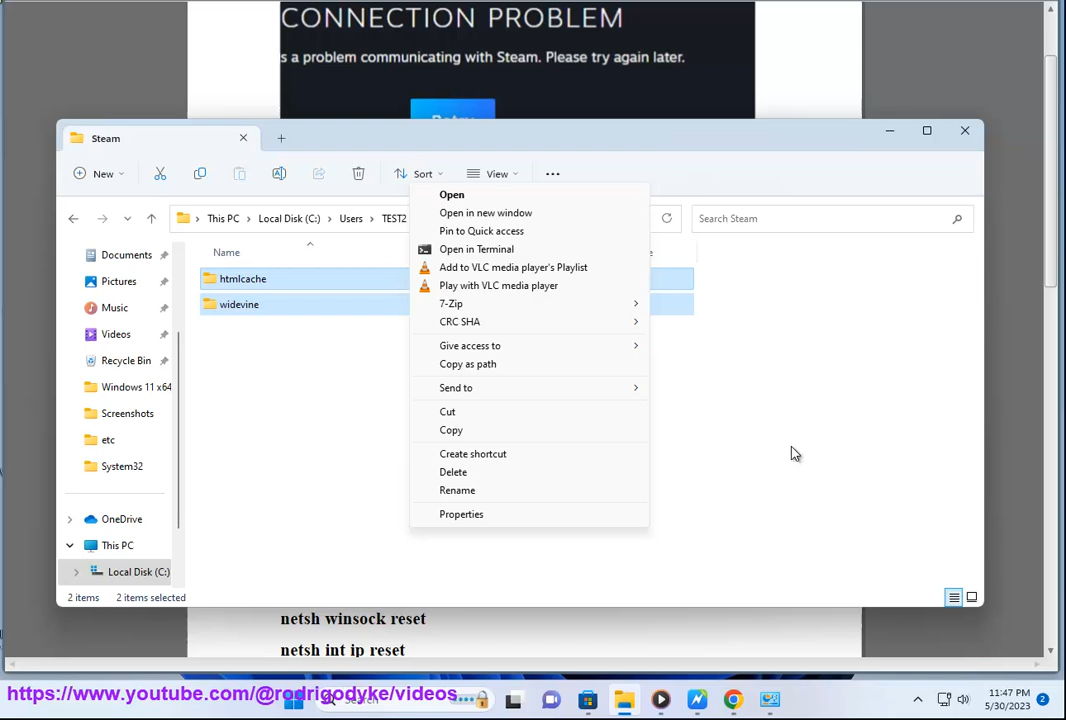 CONNECTION PROBLEM
s a problem communicating with Steam. Please try again later.
Retry
Steam
New
Sort
View
This PC
Local Disk (C:)
Users
TEST2
Search Steam
Name
Documents
Pictures
Music
Videos
Recycle Bin
Windows 11 x64
Screenshots
etc
System32
OneDrive
This PC
Local Disk (C:)
htmlcache
widevine
Open
Open in new window
Pin to Quick access
Open in Terminal
Add to VLC media player's Playlist
Play with VLC media player
7-Zip
CRC SHA
Give access to
Copy as path
Send to
Cut
Copy
Create shortcut
Delete
Rename
Properties
2 items
2 items selected
netsh winsock reset
netsh int ip reset
https://www.youtube.com/@rodrigodyke/videos
Search
11:47 PM
5/30/2023
2